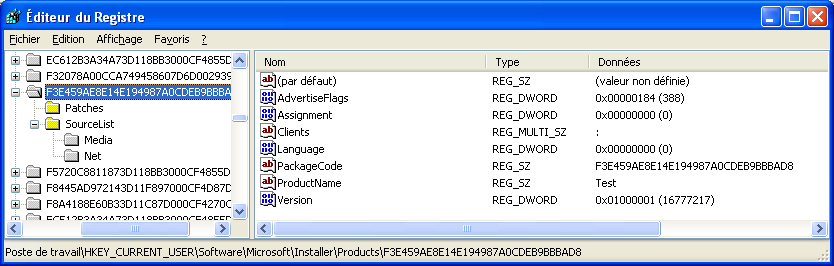 Éditeur du Registre
Fichier Edition Affichage Favoris ?
EC612B3A34A73D118BB3000CF4855D
F32078A00CCA749458607D6D002939
F3E459AE8E14E194987A0CDEB9BBBA
Patches
SourceList
Media
Net
F5720C8811873D118BB3000CF4855
F8445AD972143D11F897000CF4D87D
F8A4188E60B33D11C87D000CF4270C
Nom Type Données
(par défaut) REG_SZ (valeur non définie)
AdvertiseFlags REG_DWORD 0x00000184 (388)
Assignment REG_DWORD 0x00000000 (0)
Clients REG_MULTI_SZ :
Language REG_DWORD 0x00000000 (0)
PackageCode REG_SZ F3E459AE8E14E194987A0CDEB9BBBAD8
ProductName REG_SZ Test
Version REG_DWORD 0x01000001 (16777217)
Poste de travail\HKEY_CURRENT_USER\Software\Microsoft\Installer\Products\F3E459AE8E14E194987A0CDEB9BBBAD8